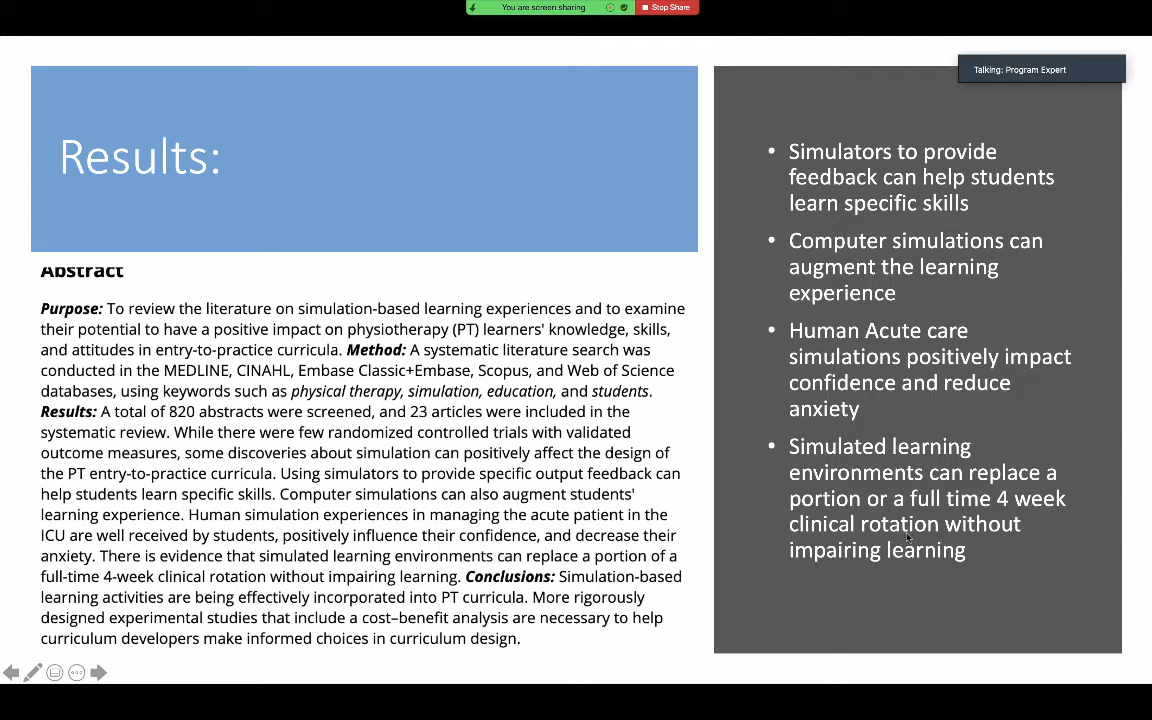 You are screen sharing
Stop Share
Talking: Program Expert
Results:
Abstract
Purpose: To review the literature on simulation-based learning experiences and to examine
their potential to have a positive impact on physiotherapy (PT) learners' knowledge, skills,
and attitudes in entry-to-practice curricula. Method: A systematic literature search was
conducted in the MEDLINE, CINAHL, Embase Classic+Embase, Scopus, and Web of Science
databases, using keywords such as physical therapy, simulation, education, and students.
Results: A total of 820 abstracts were screened, and 23 articles were included in the
systematic review. While there were few randomized controlled trials with validated
outcome measures, some discoveries about simulation can positively affect the design of
the PT entry-to-practice curricula. Using simulators to provide specific output feedback can
help students learn specific skills. Computer simulations can also augment students'
learning experience. Human simulation experiences in managing the acute patient in the
ICU are well received by students, positively influence their confidence, and decrease their
anxiety. There is evidence that simulated learning environments can replace a portion of a
full-time 4-week clinical rotation without impairing learning. Conclusions: Simulation-based
learning activities are being effectively incorporated into PT curricula. More rigorously
designed experimental studies that include a cost–benefit analysis are necessary to help
curriculum developers make informed choices in curriculum design.
• Simulators to provide
feedback can help students
learn specific skills
• Computer simulations can
augment the learning
experience
• Human Acute care
simulations positively impact
confidence and reduce
anxiety
• Simulated learning
environments can replace a
portion or a full time 4 week
clinical rotation without
impairing learning